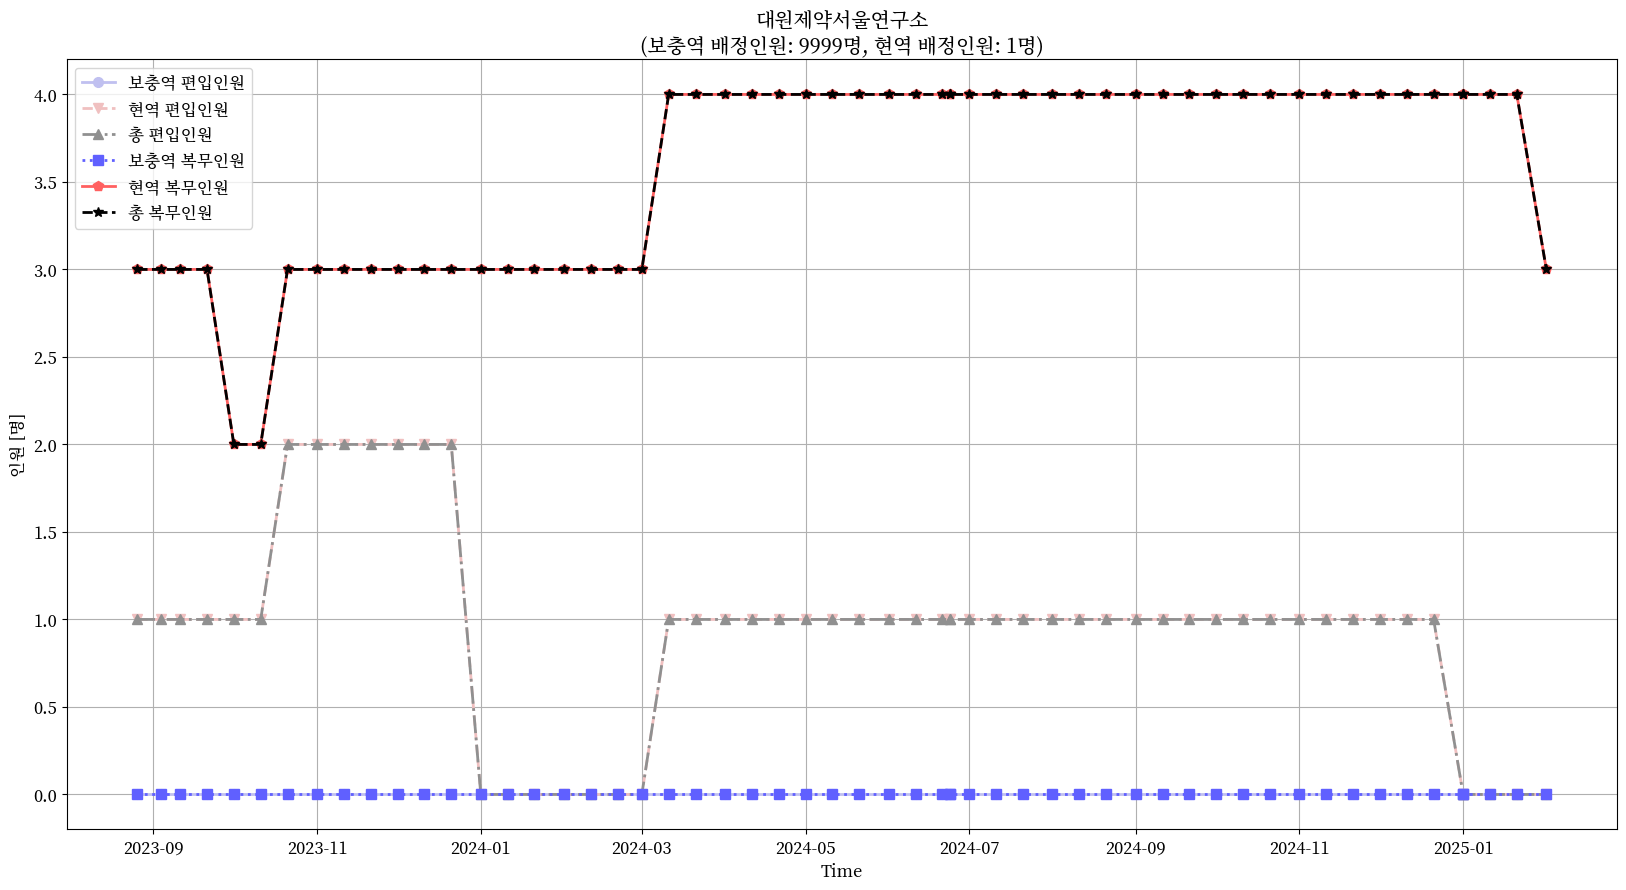 대원제약서울연구소
(보충역 배정인원: 9999명, 현역 배정인원: 1명)
보충역 편입인원
현역 편입인원
총 편입인원
보충역 복무인원
현역 복무인원
총 복무인원
4.0
3.5
3.0
2.5
2.0
1.5
1.0
0.5
0.0
인원 [명]
2023-09
2023-11
2024-01
2024-03
2024-05
2024-07
2024-09
2024-11
2025-01
Time